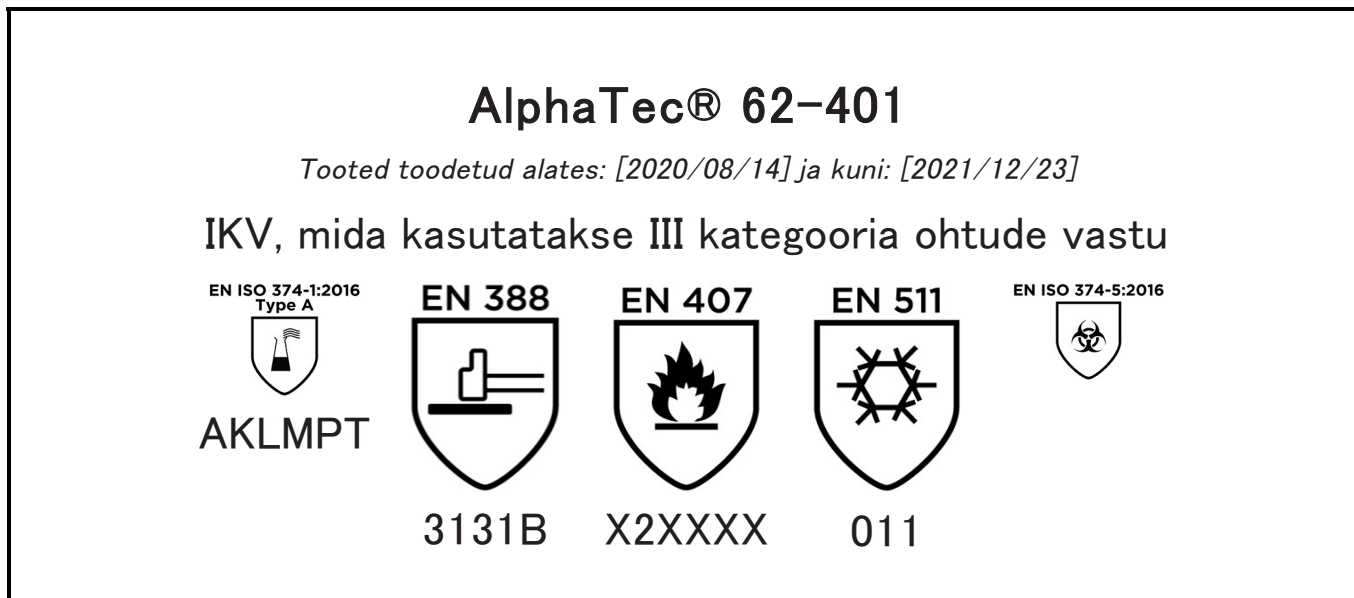 AlphaTec® 62-401
Tooted toodetud alates: [2020/08/14] ja kuni: [2021/12/23]
IKV, mida kasutatakse III kategooria ohtude vastu
EN ISO 374-1:2016
Type A
AKLMPT
EN 388
3131B
EN 407
X2XXXX
EN 511
011
EN ISO 374-5:2016